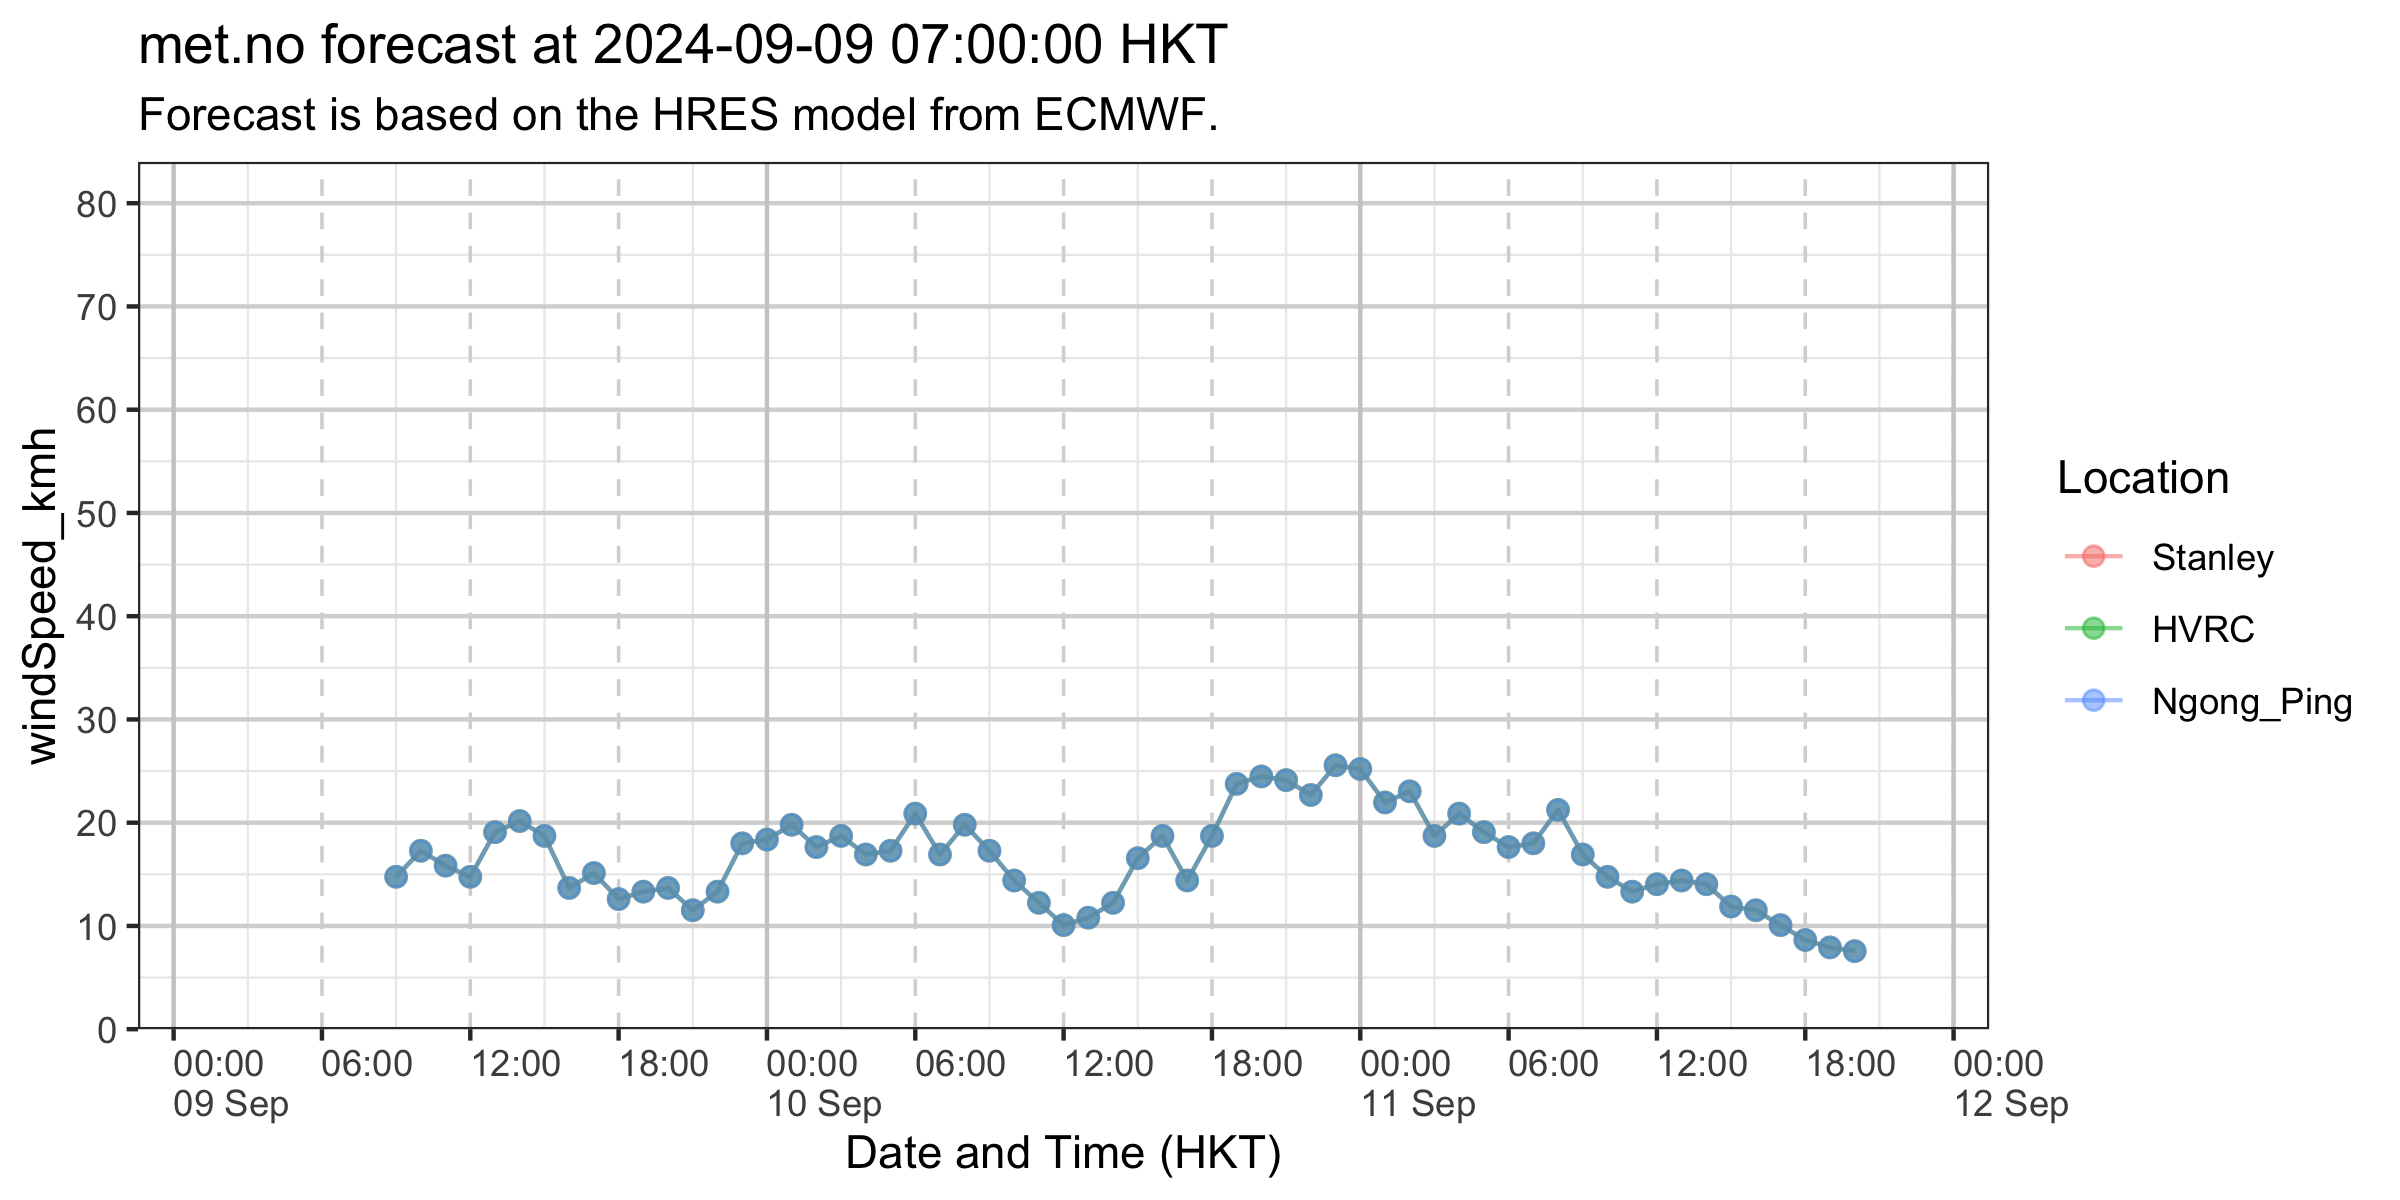 met.no forecast at 2024-09-09 07:00:00 HKT
Forecast is based on the HRES model from ECMWF.
windSpeed_kmh
80
70
60
50
40
30
20
10
0
00:00 06:00 12:00 18:00 00:00 06:00 12:00 18:00 00:00 06:00 12:00 18:00 00:00
09 Sep 10 Sep 11 Sep 12 Sep
Date and Time (HKT)
Location
Stanley
HVRC
Ngong_Ping